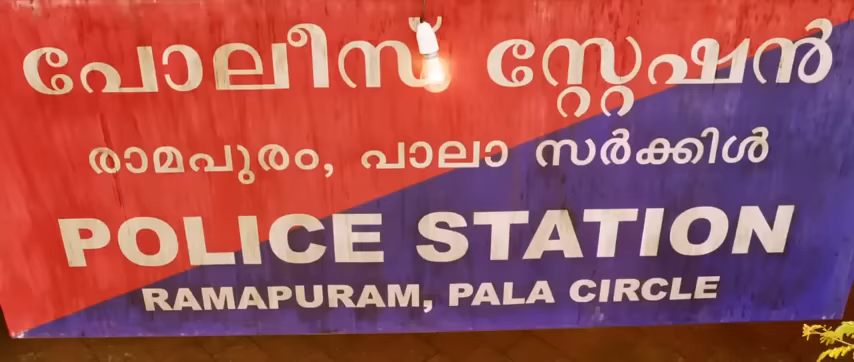 പോലീസ് സ്റ്റേഷൻ
രാമപുരം, പാലാ സർക്കിൾ
POLICE STATION
RAMAPURAM, PALA CIRCLE